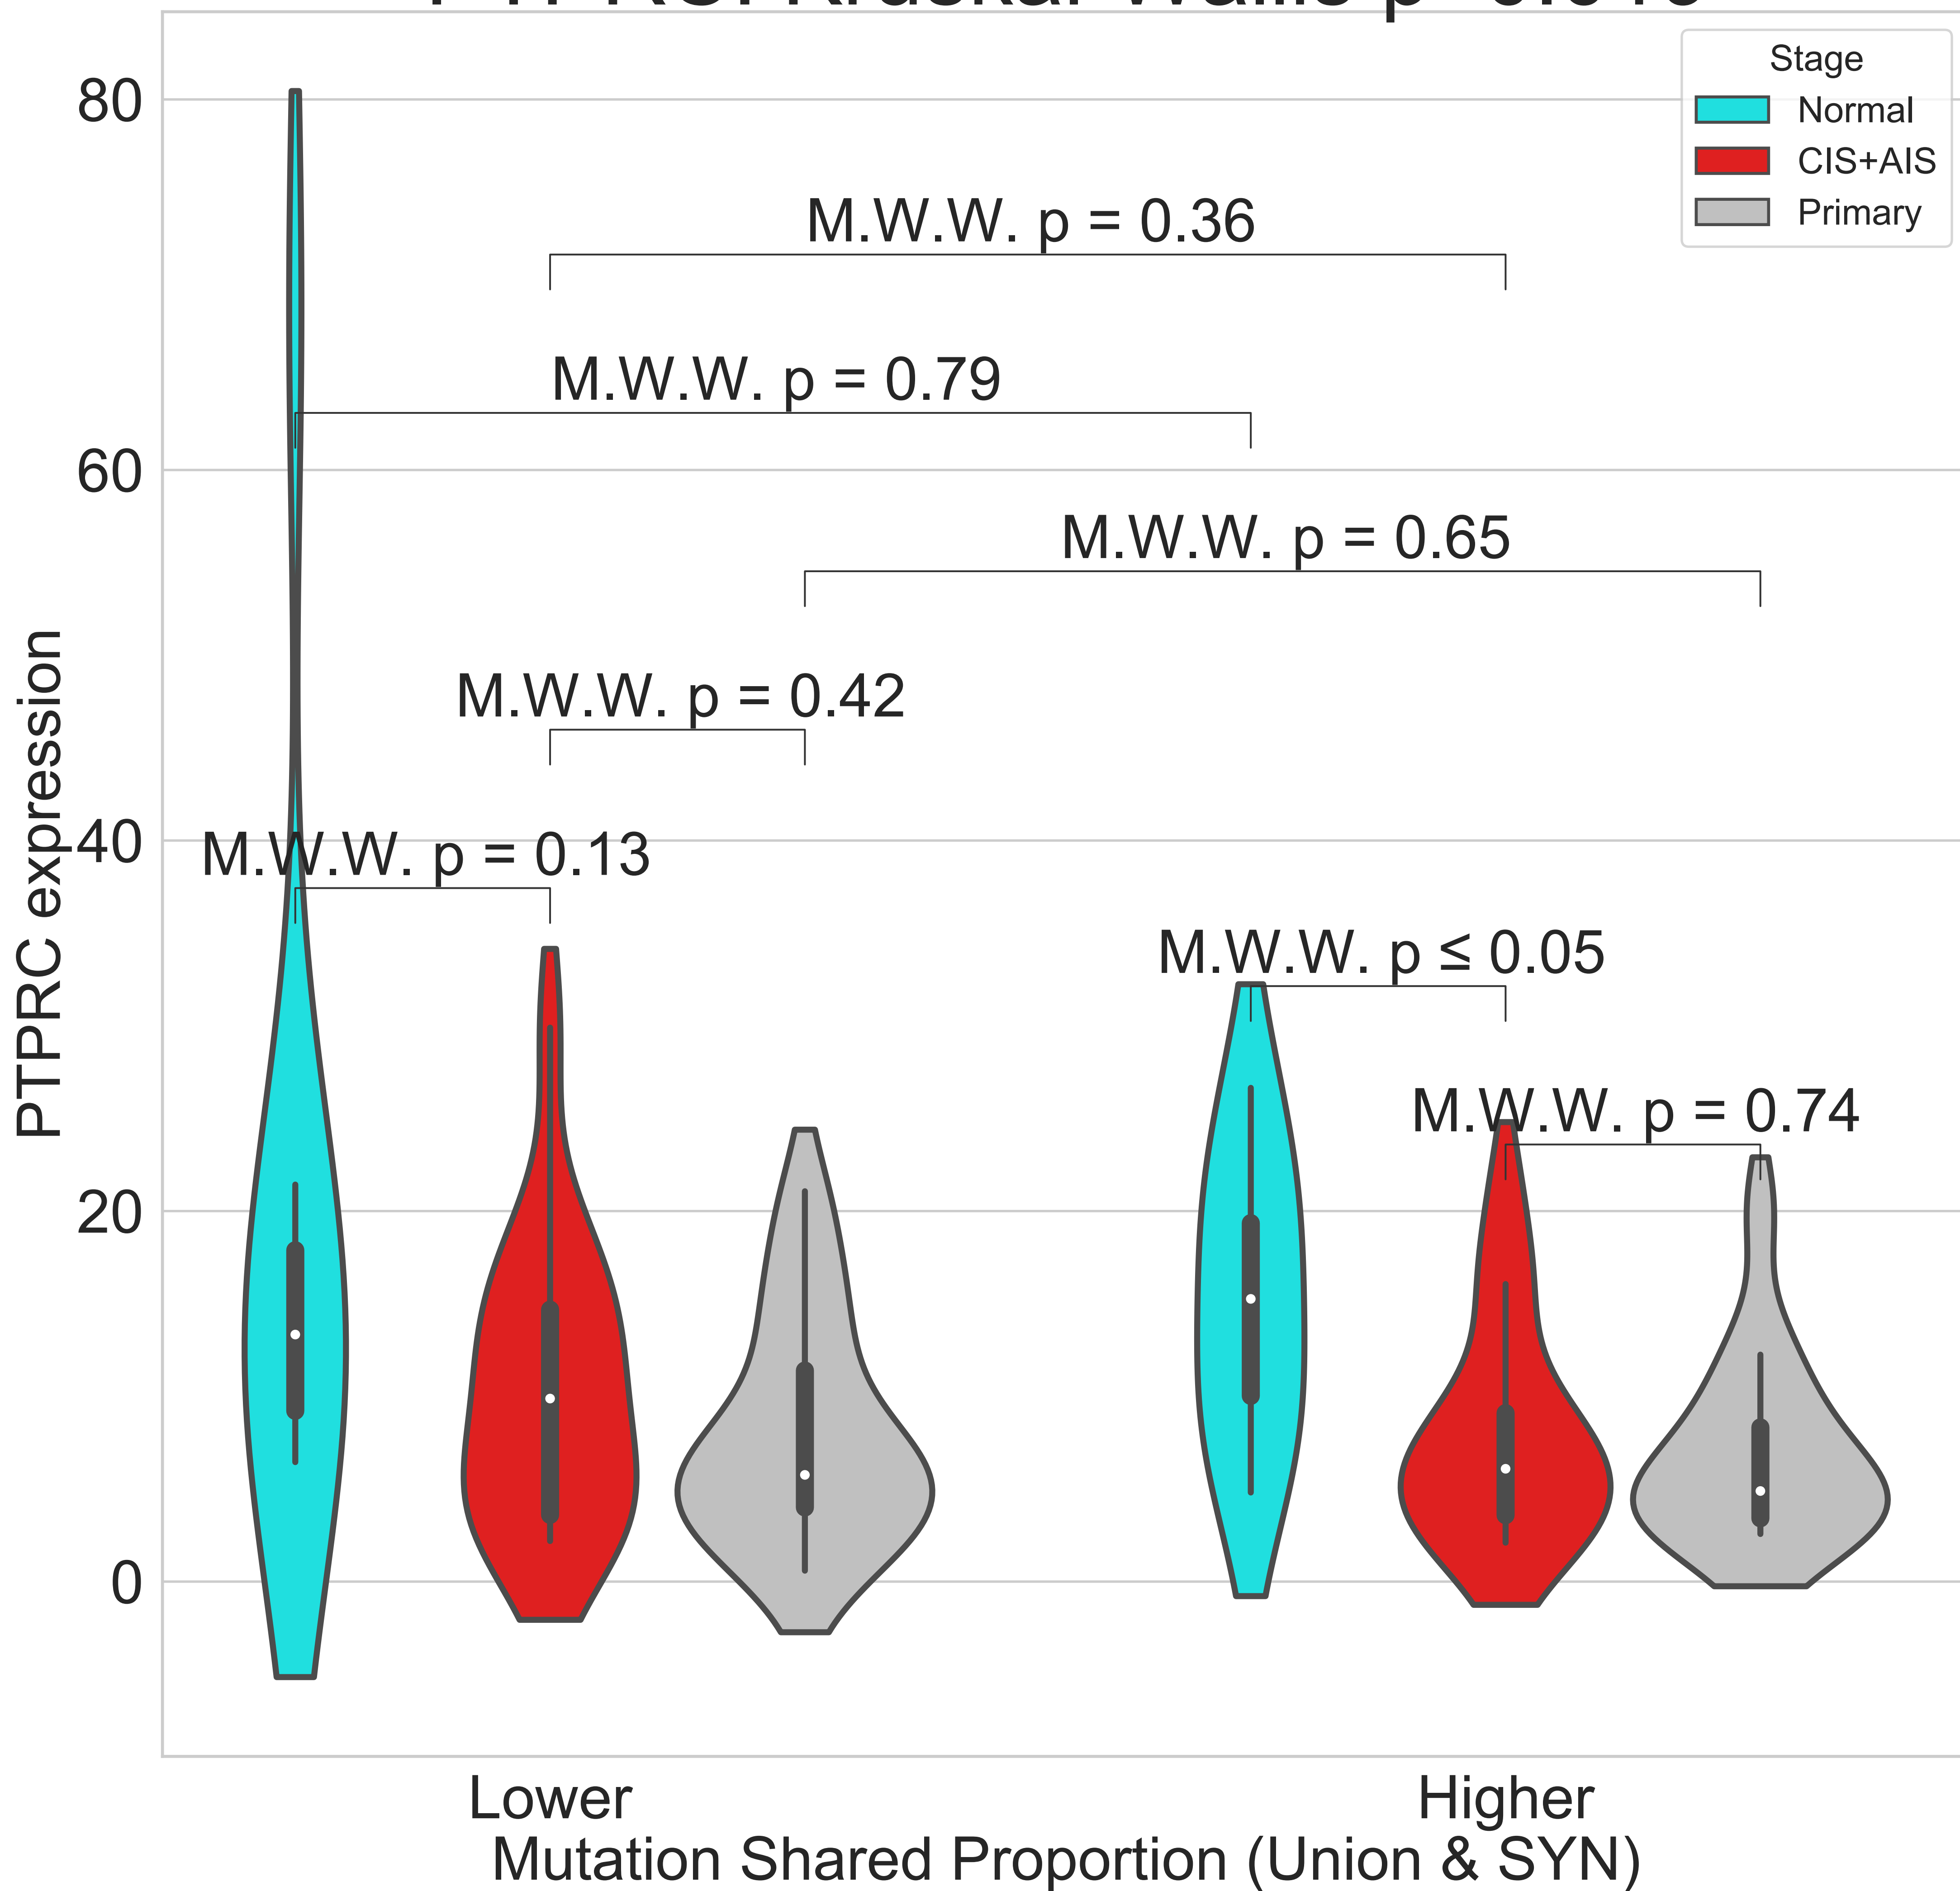 80
60
40
20
0
PTPRC expression
Stage
Normal
CIS+AIS
Primary
M.W.W. p = 0.36
M.W.W. p = 0.79
M.W.W. p = 0.65
M.W.W. p = 0.42
M.W.W. p = 0.13
M.W.W. p ≤ 0.05
M.W.W. p = 0.74
Lower
Higher
Mutation Shared Proportion (Union & SYN)